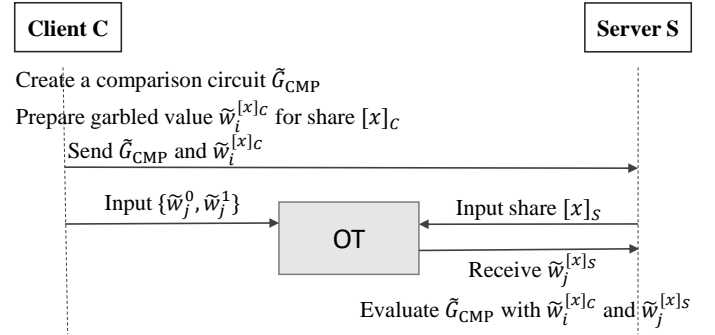 Client C
Server S
Create a comparison circuit G̃_CMP
Prepare garbled value w̃_i^{[x]_C} for share [x]_C
Send G̃_CMP and w̃_i^{[x]_C}
Input {w̃_j^0, w̃_j^1}
OT
Input share [x]_S
Receive w̃_j^{[x]_S}
Evaluate G̃_CMP with w̃_i^{[x]_C} and w̃_j^{[x]_S}